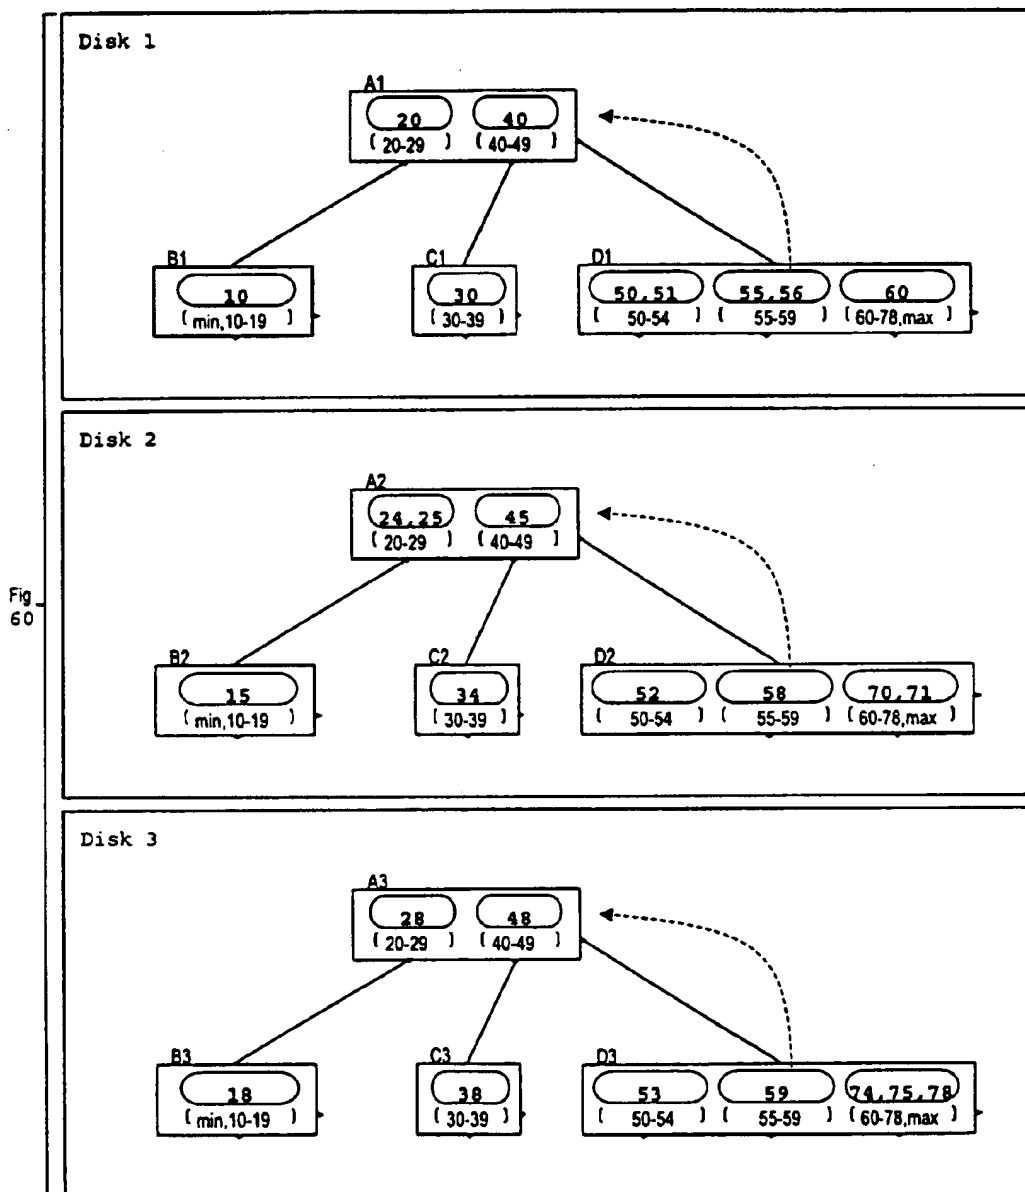 Disk 1
A1
20 40
( 20-29 ) ( 40-49 )
B1 C1 D1
10 30 50,51 55,56 60
( min,10-19 ) ( 30-39 ) ( 50-54 ) ( 55-59 ) ( 60-78,max )
Disk 2
A2
24,25 45
( 20-29 ) ( 40-49 )
Fig
60
B2 C2 D2
15 34 52 58 70,71
( min,10-19 ) ( 30-39 ) ( 50-54 ) ( 55-59 ) ( 60-78,max )
Disk 3
A3
28 48
( 20-29 ) ( 40-49 )
B3 C3 D3
18 38 53 59 74,75,78
( min,10-19 ) ( 30-39 ) ( 50-54 ) ( 55-59 ) ( 60-78,max )